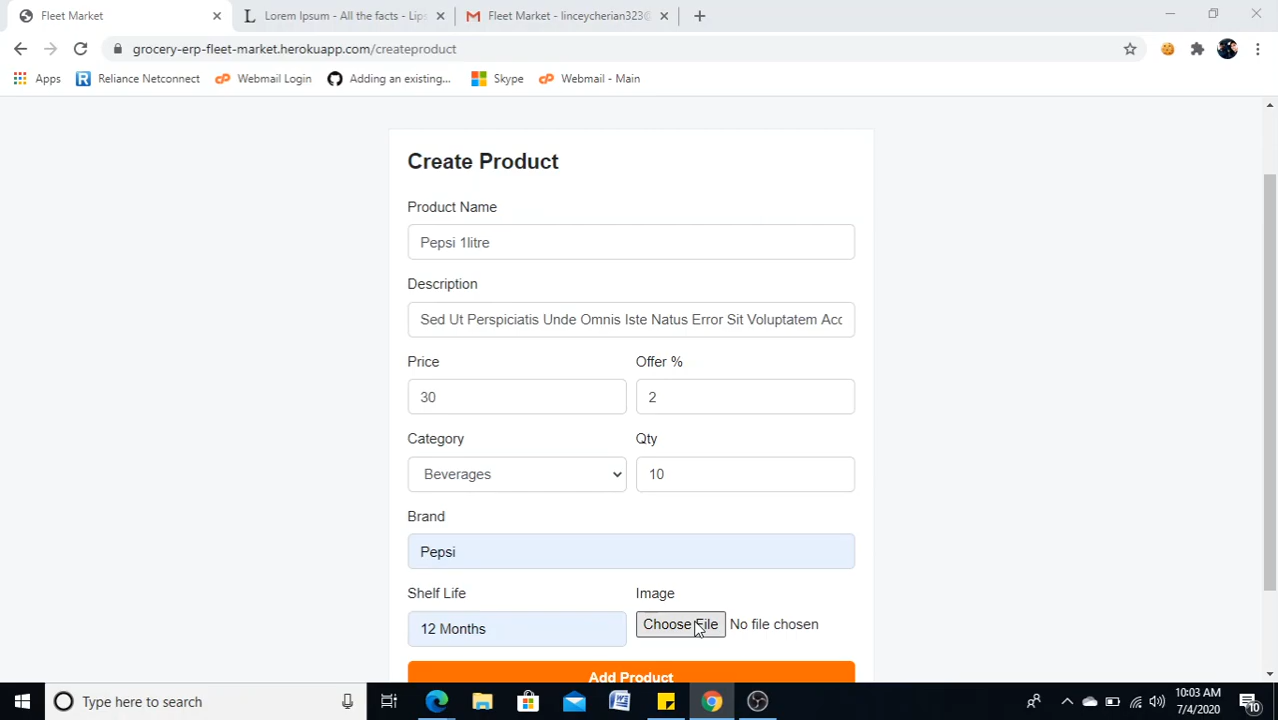 Fleet Market
Lorem Ipsum - All the facts - Lips
Fleet Market - linceycherian323@
grocery-erp-fleet-market.herokuapp.com/createproduct
Apps
Reliance Netconnect
Webmail Login
Adding an existing...
Skype
Webmail - Main
Create Product
Product Name
Pepsi 1litre
Description
Sed Ut Perspiciatis Unde Omnis Iste Natus Error Sit Voluptatem Acc
Price
Offer %
30
2
Category
Qty
Beverages
10
Brand
Pepsi
Shelf Life
Image
12 Months
Choose File No file chosen
Add Product
Type here to search
10:03 AM
7/4/2020
10